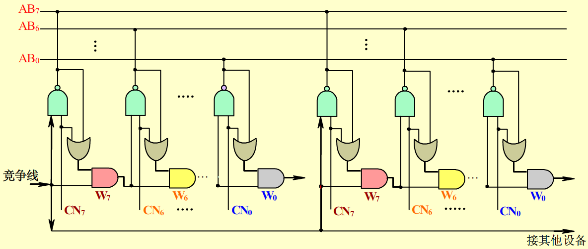 AB₇
AB₆
AB₀
⋮ ⋮
···· ····
竞争线 W₇ W₆ ··· W₀ W₇ W₆ ··· W₀
CN₇ CN₆ ····· CN₀ CN₇ CN₆ ····· CN₀
接其他设备